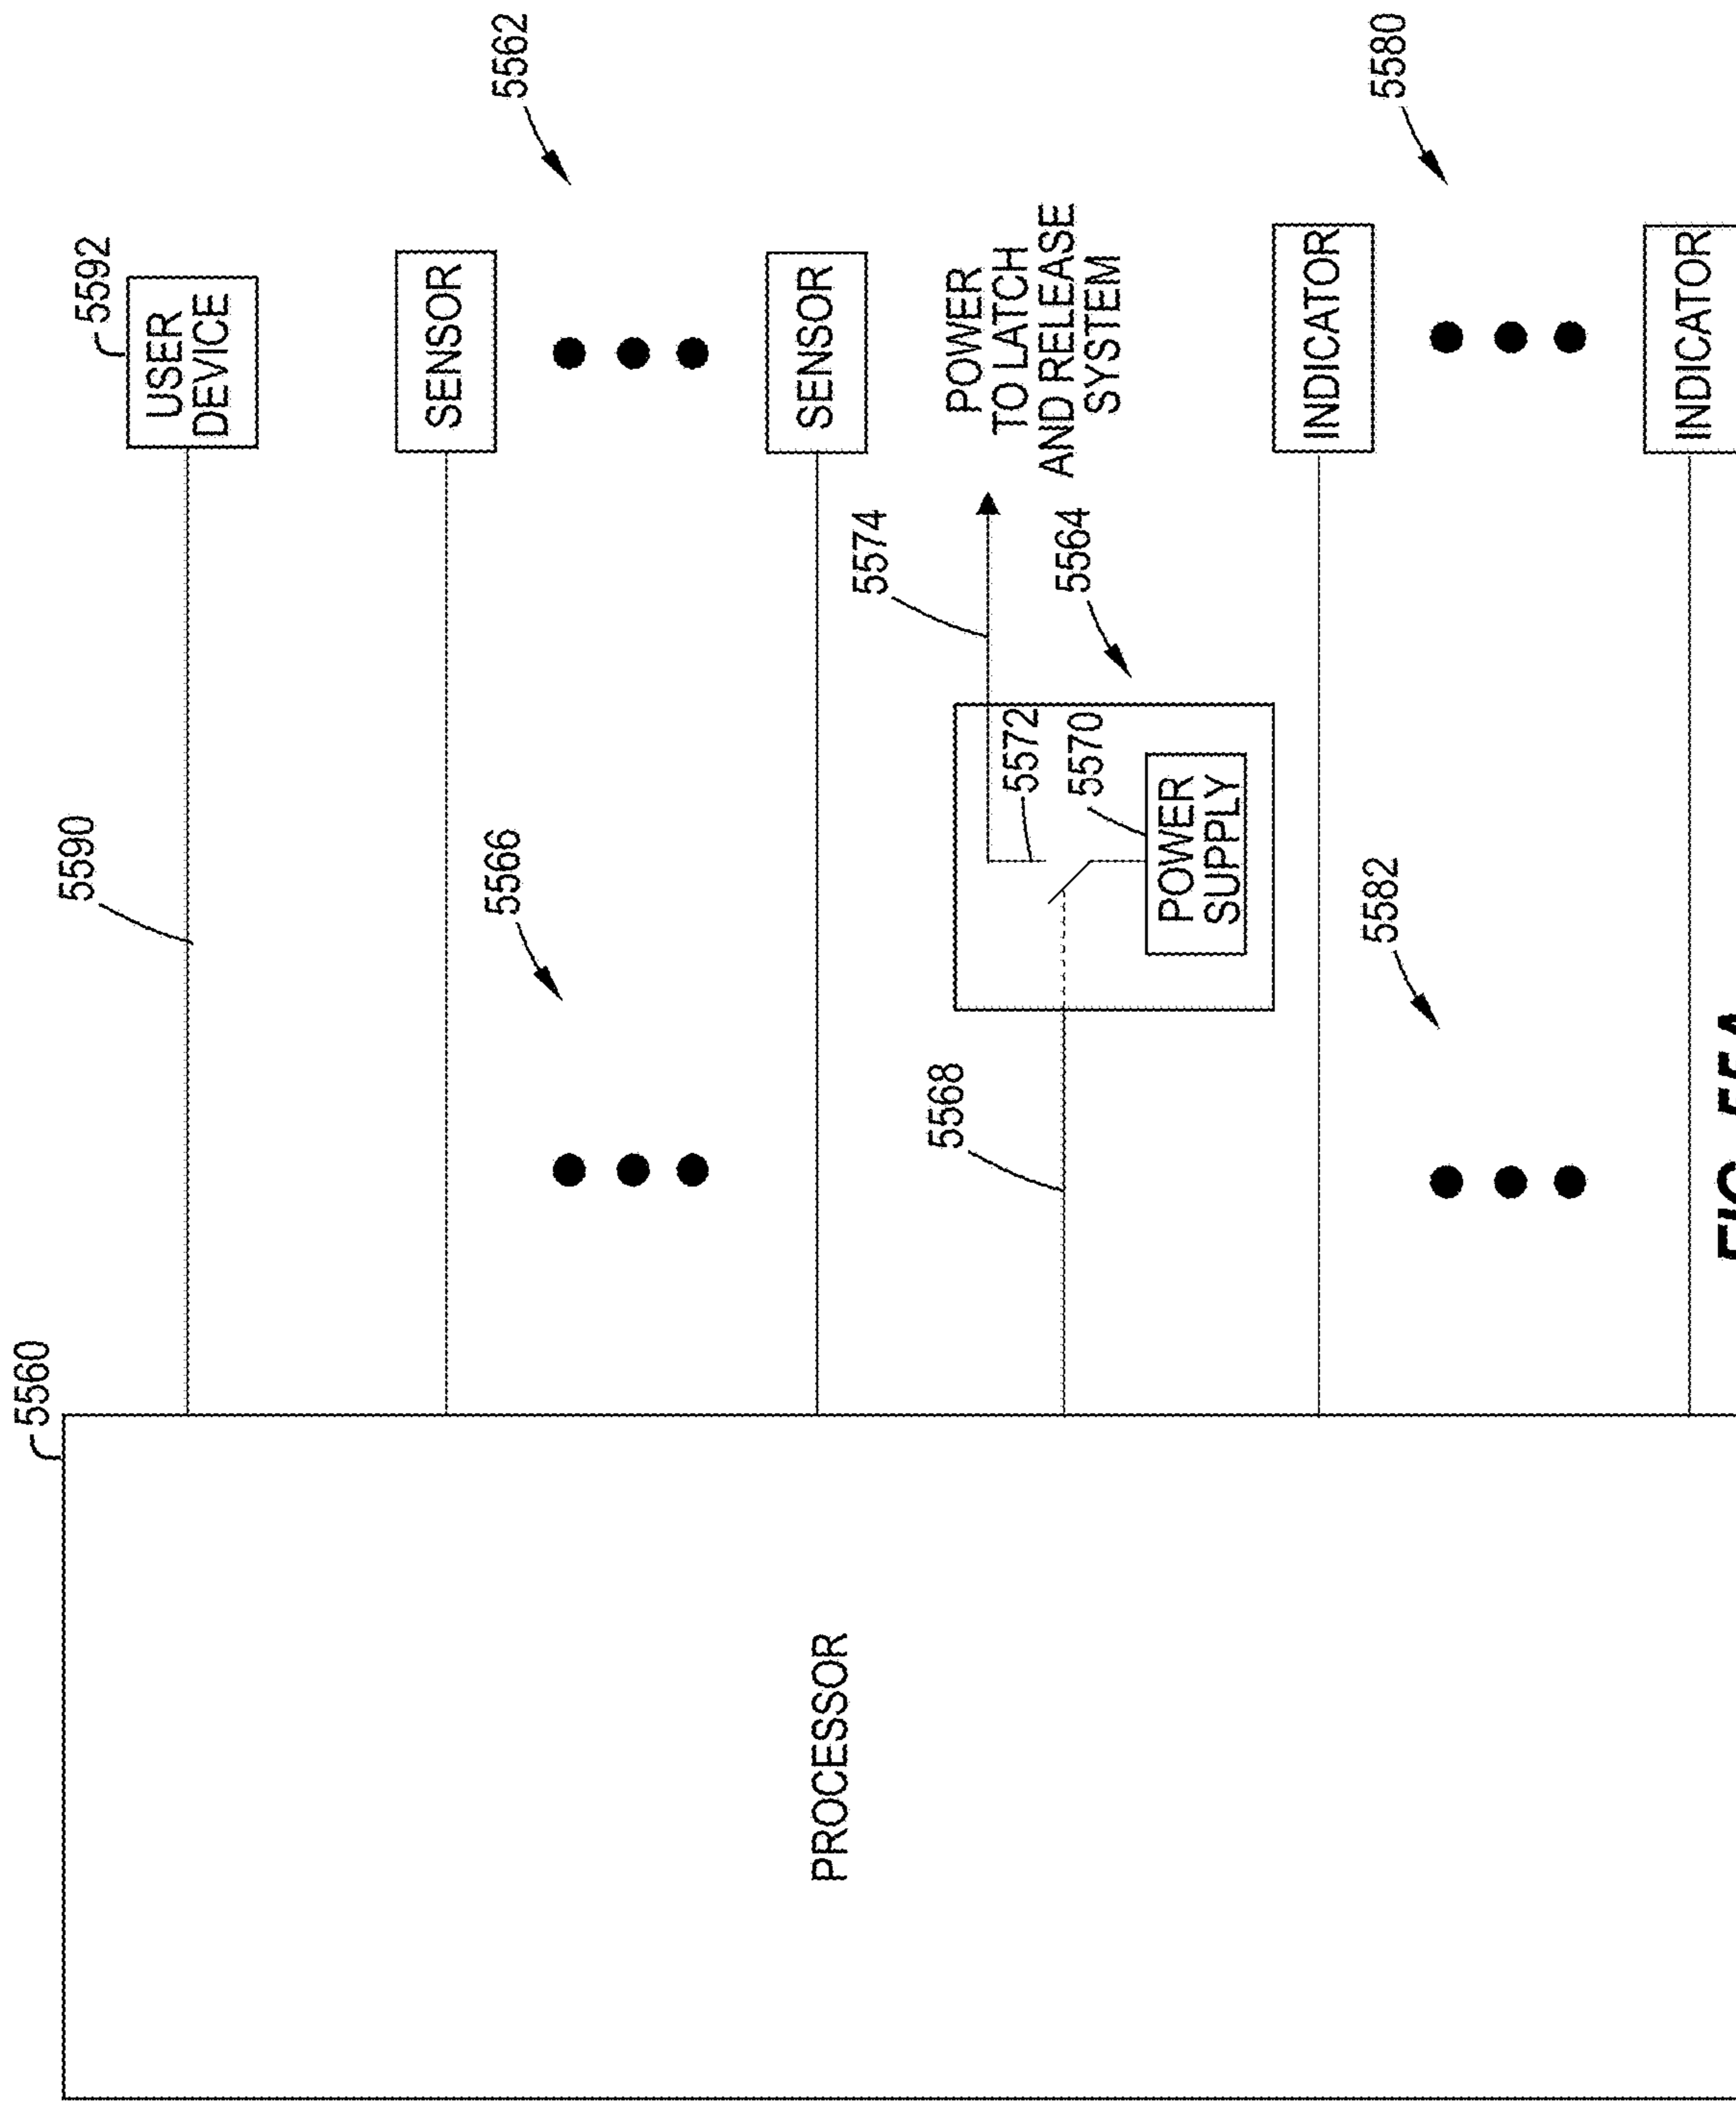 5560
PROCESSOR
5590
5592
USER
DEVICE
5562
SENSOR
5566
SENSOR
5574
POWER
TO LATCH
AND RELEASE
SYSTEM
5568
5564
5572
5570
POWER
SUPPLY
5580
INDICATOR
5582
INDICATOR